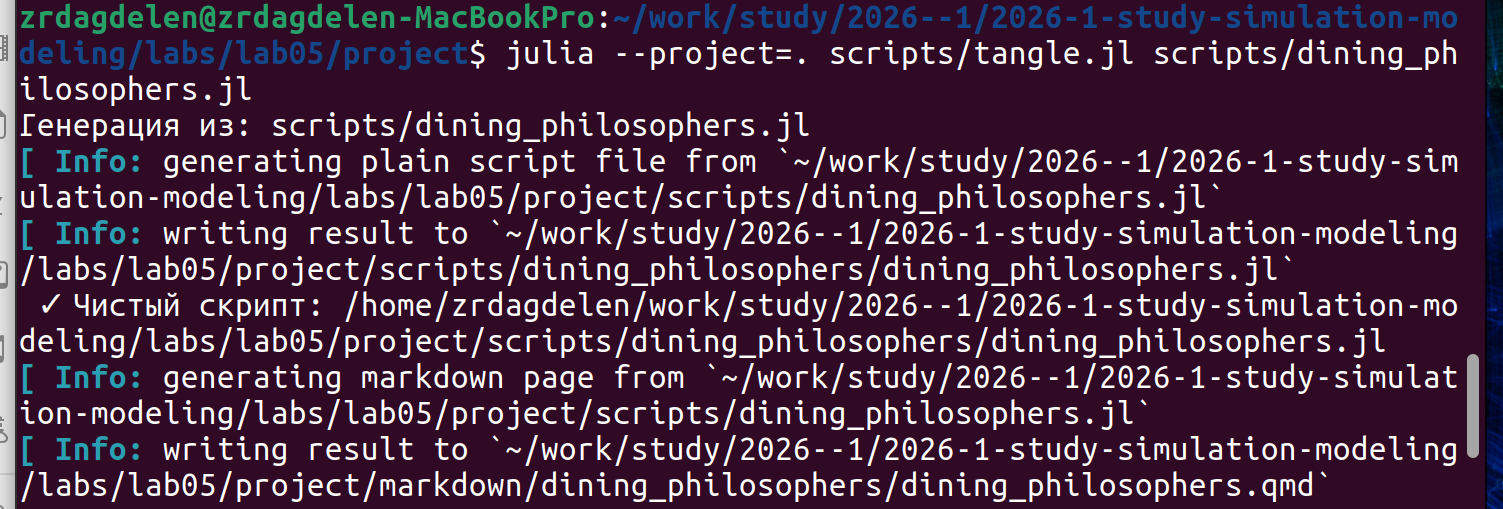 zrdagdelen@zrdagdelen-MacBookPro:~/work/study/2026--1/2026-1-study-simulation-mo
deling/labs/lab05/project$ julia --project=. scripts/tangle.jl scripts/dining_ph
ilosophers.jl
Генерация из: scripts/dining_philosophers.jl
[ Info: generating plain script file from `~/work/study/2026--1/2026-1-study-sim
ulation-modeling/labs/lab05/project/scripts/dining_philosophers.jl`
[ Info: writing result to `~/work/study/2026--1/2026-1-study-simulation-modeling
/labs/lab05/project/scripts/dining_philosophers/dining_philosophers.jl`
✓ Чистый скрипт: /home/zrdagdelen/work/study/2026--1/2026-1-study-simulation-mo
deling/labs/lab05/project/scripts/dining_philosophers/dining_philosophers.jl
[ Info: generating markdown page from `~/work/study/2026--1/2026-1-study-simulat
ion-modeling/labs/lab05/project/scripts/dining_philosophers.jl`
[ Info: writing result to `~/work/study/2026--1/2026-1-study-simulation-modeling
/labs/lab05/project/markdown/dining_philosophers/dining_philosophers.qmd`